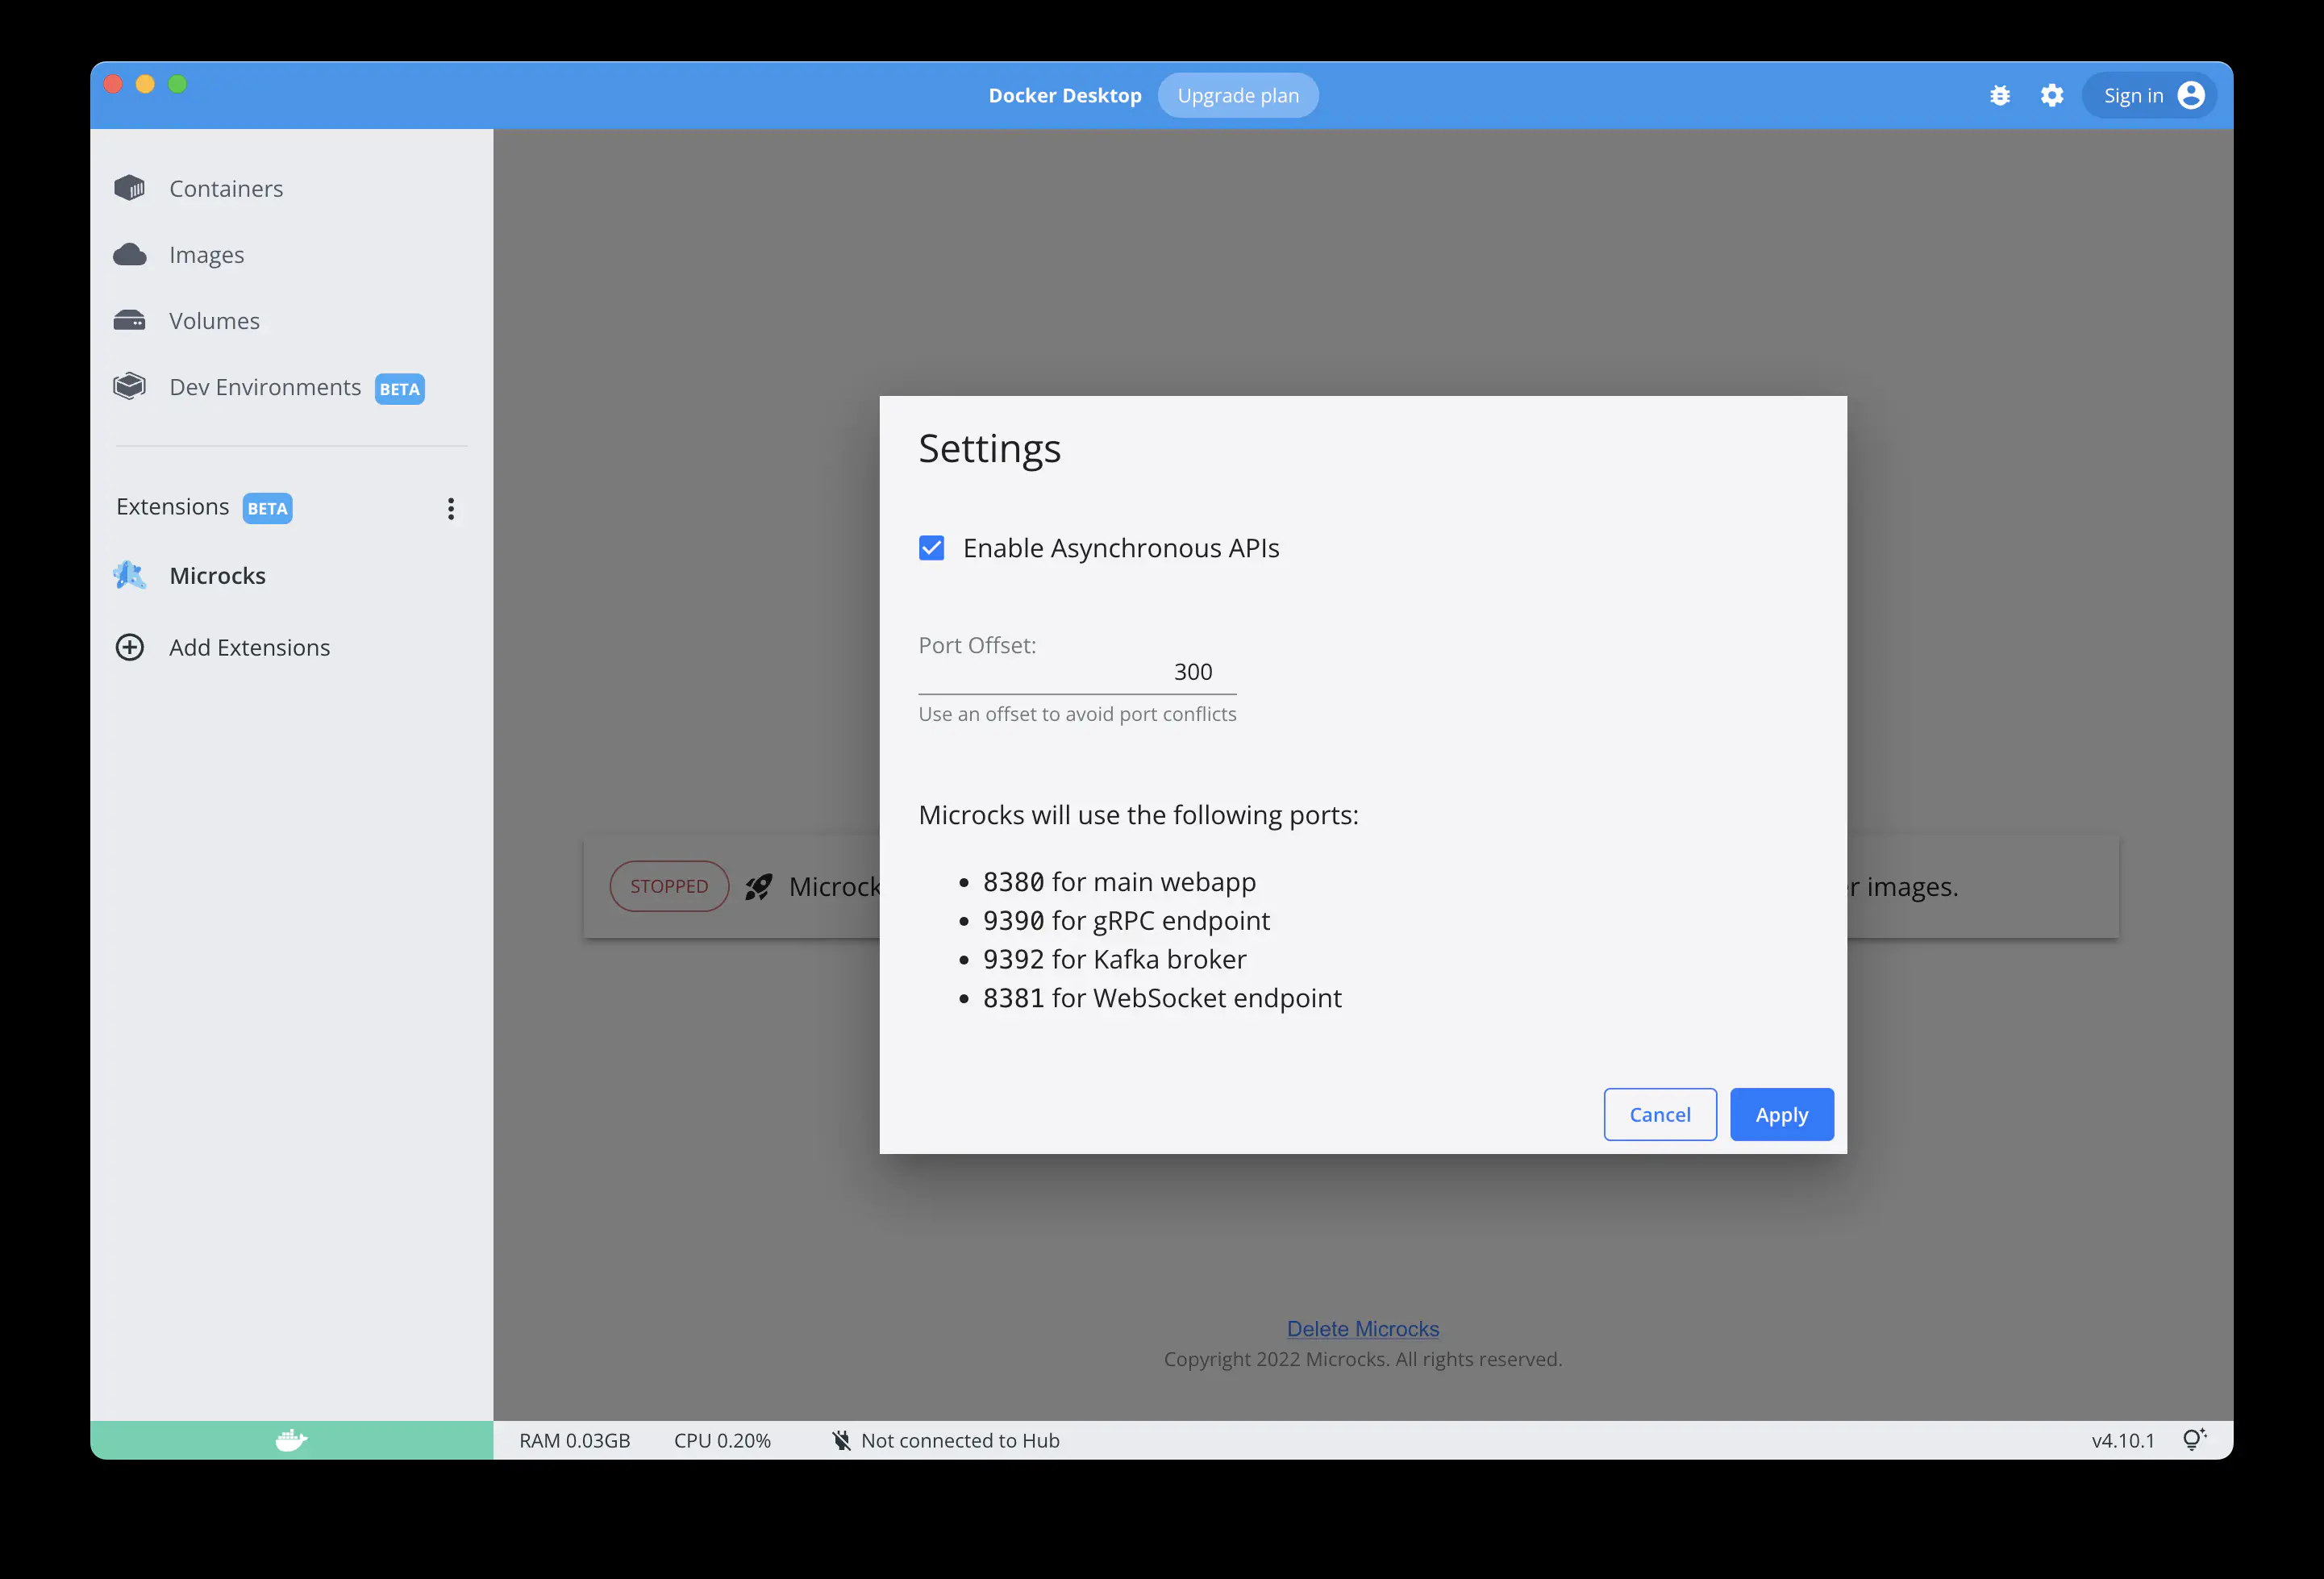 Docker Desktop Upgrade plan
Sign in
Containers
Images
Volumes
Dev Environments BETA
Extensions BETA
Microcks
Add Extensions
Settings
Enable Asynchronous APIs
Port Offset:
300
Use an offset to avoid port conflicts
Microcks will use the following ports:
8380 for main webapp
9390 for gRPC endpoint
9392 for Kafka broker
8381 for WebSocket endpoint
Cancel Apply
STOPPED Microck
r images.
Delete Microcks
Copyright 2022 Microcks. All rights reserved.
RAM 0.03GB CPU 0.20% Not connected to Hub v4.10.1